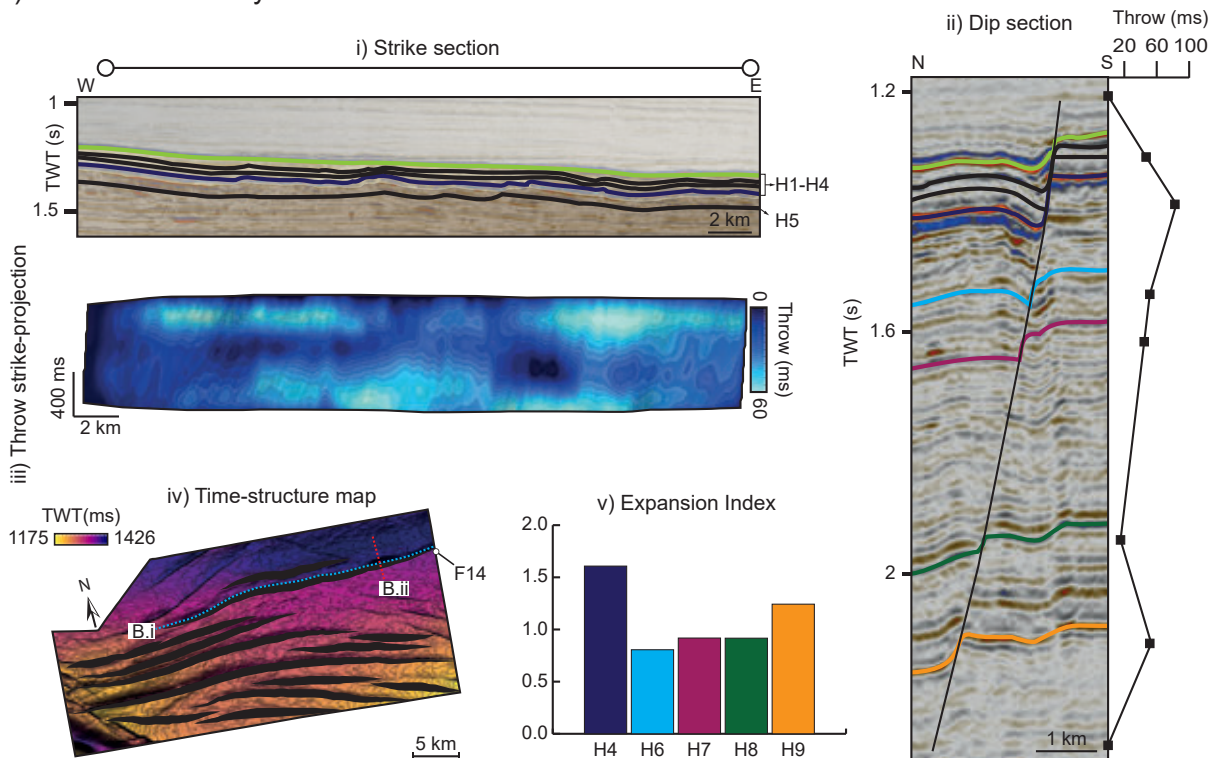 ii) Dip section
Throw (ms)
20 60 100
i) Strike section
N
S
W
E
1
1.5
TWT (s)
H1-H4
H5
2 km
1.2
1.6
2
TWT (s)
1 km
iii) Throw strike-projection
400 ms
2 km
0
60
Throw (ms)
iv) Time-structure map
TWT(ms)
1175
1426
N
B.i
B.ii
F14
5 km
v) Expansion Index
2.0
1.5
1.0
0.5
0.0
H4 H6 H7 H8 H9